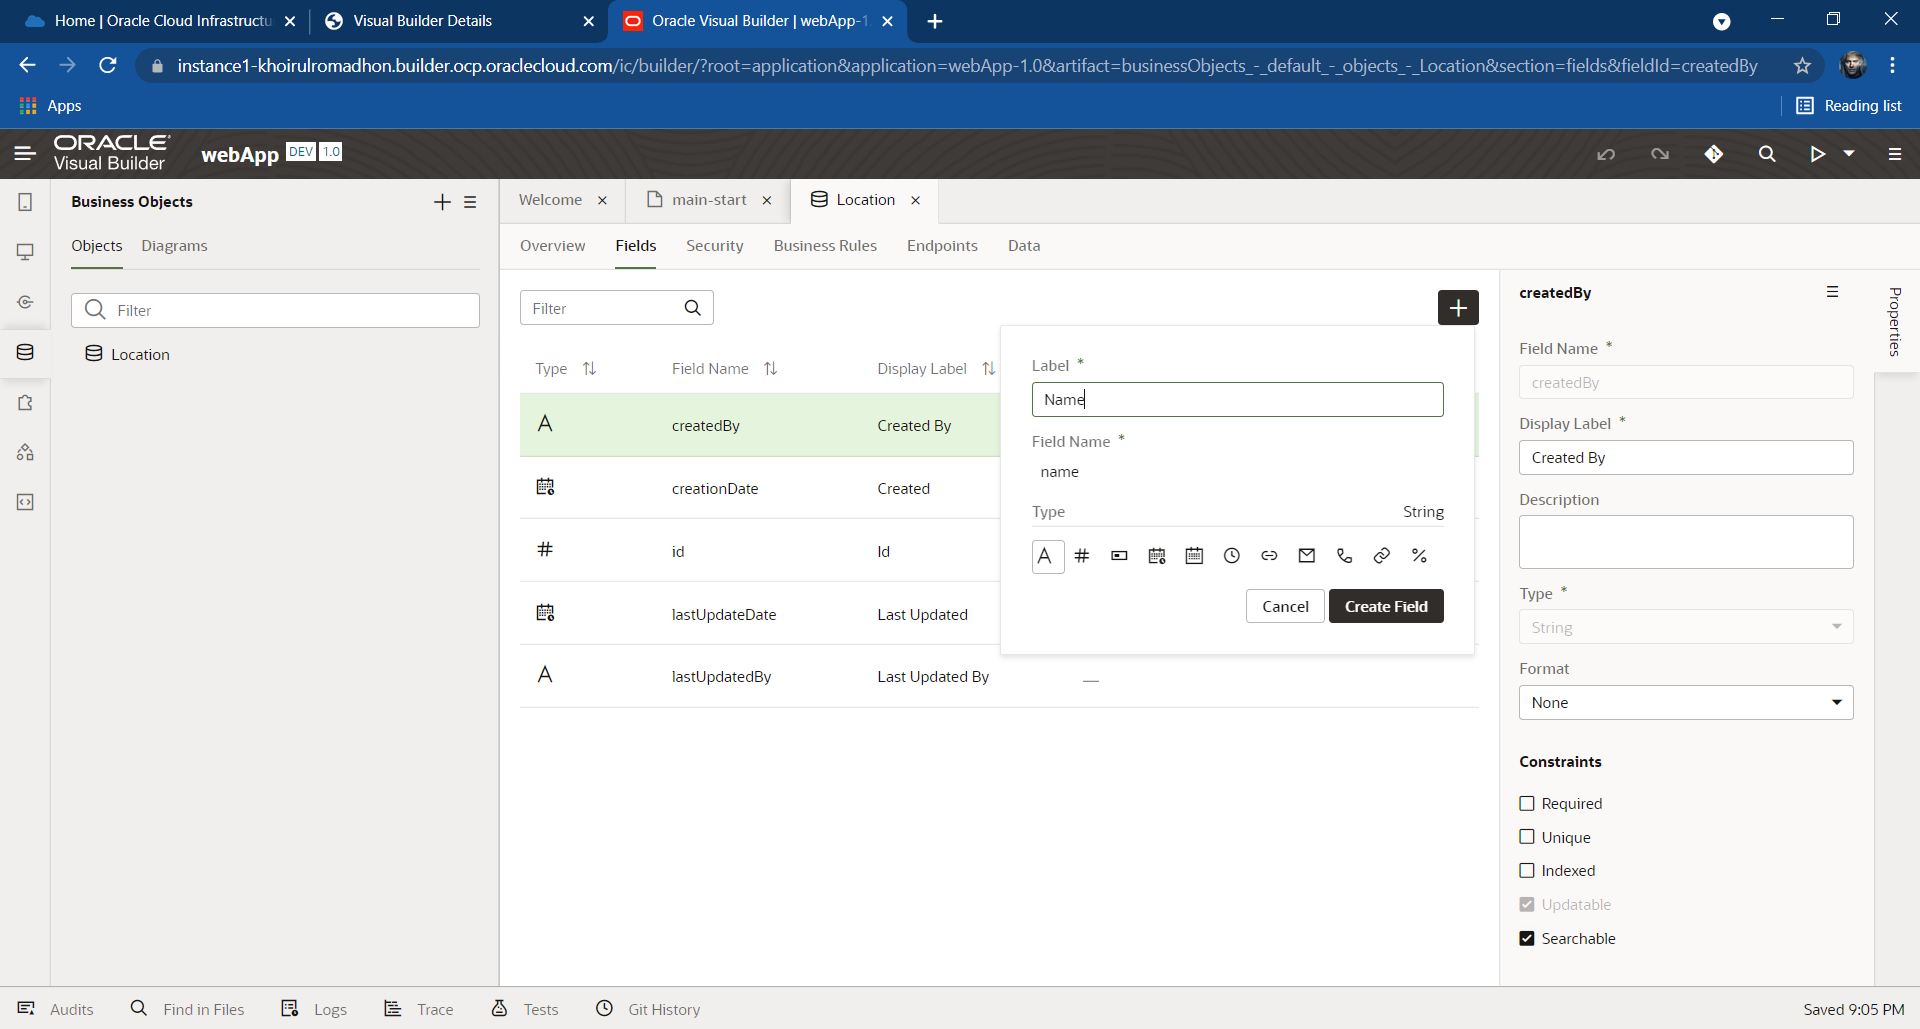 Home | Oracle Cloud Infrastructu
Visual Builder Details
Oracle Visual Builder | webApp-1.
instance1-khoirulromadhon.builder.ocp.oraclecloud.com/ic/builder/?root=application&application=webApp-1.0&artifact=businessObjects_-_default_-_objects_-_Location&section=fields&fieldId=createdBy
Apps
Reading list
ORACLE
Visual Builder
webApp DEV 1.0
Business Objects
Welcome
main-start
Location
Objects Diagrams
Overview Fields Security Business Rules Endpoints Data
Filter
Location
Filter
Type Field Name Display Label
createdBy Created By
creationDate Created
id Id
lastUpdateDate Last Updated
lastUpdatedBy Last Updated By —
Label *
Name
Field Name *
name
Type String
Cancel Create Field
createdBy
Properties
Field Name *
createdBy
Display Label *
Created By
Description
Type *
String
Format
None
Constraints
Required
Unique
Indexed
Updatable
Searchable
Audits Find in Files Logs Trace Tests Git History
Saved 9:05 PM